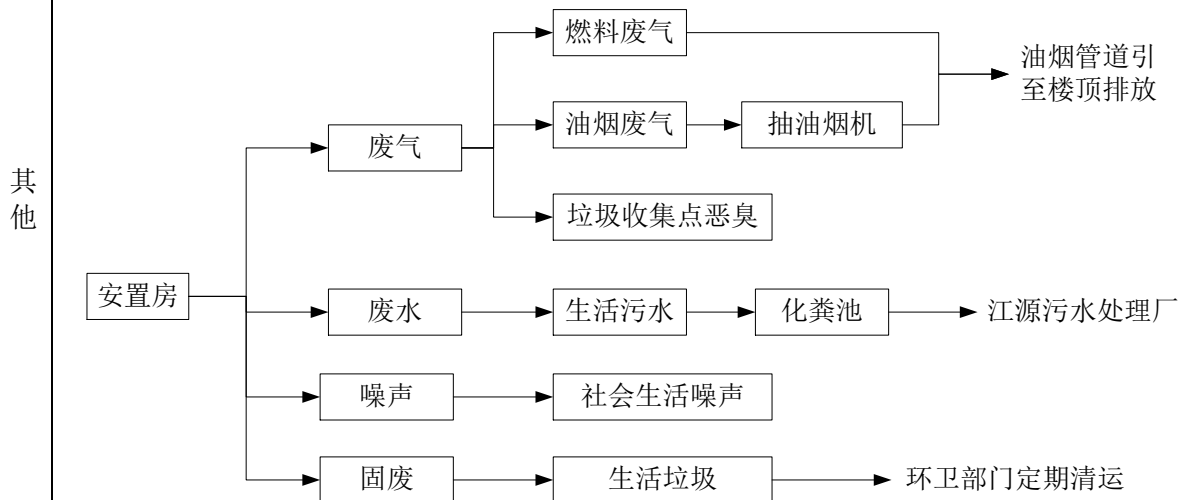 其
他
燃料废气
油烟管道引
至楼顶排放
油烟废气
抽油烟机
废气
垃圾收集点恶臭
安置房
废水
生活污水
化粪池
江源污水处理厂
噪声
社会生活噪声
固废
生活垃圾
环卫部门定期清运